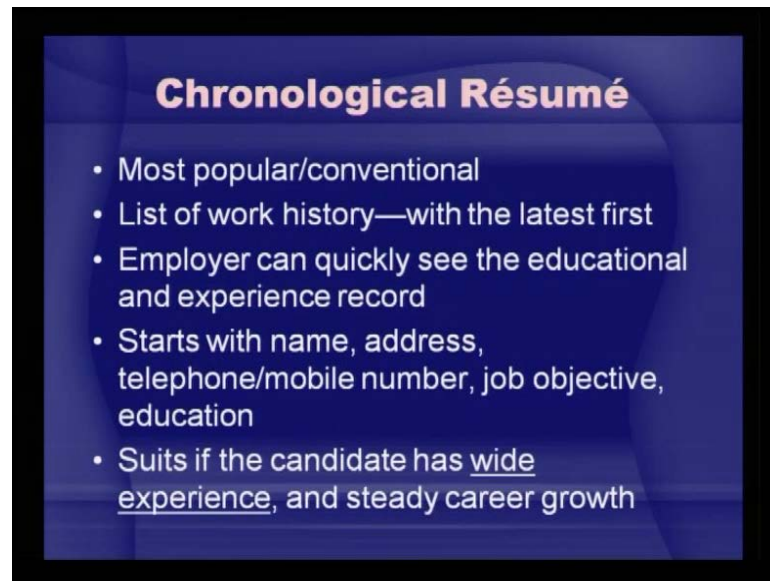 Chronological Résumé
• Most popular/conventional
• List of work history—with the latest first
• Employer can quickly see the educational
and experience record
• Starts with name, address,
telephone/mobile number, job objective,
education
• Suits if the candidate has wide
experience, and steady career growth